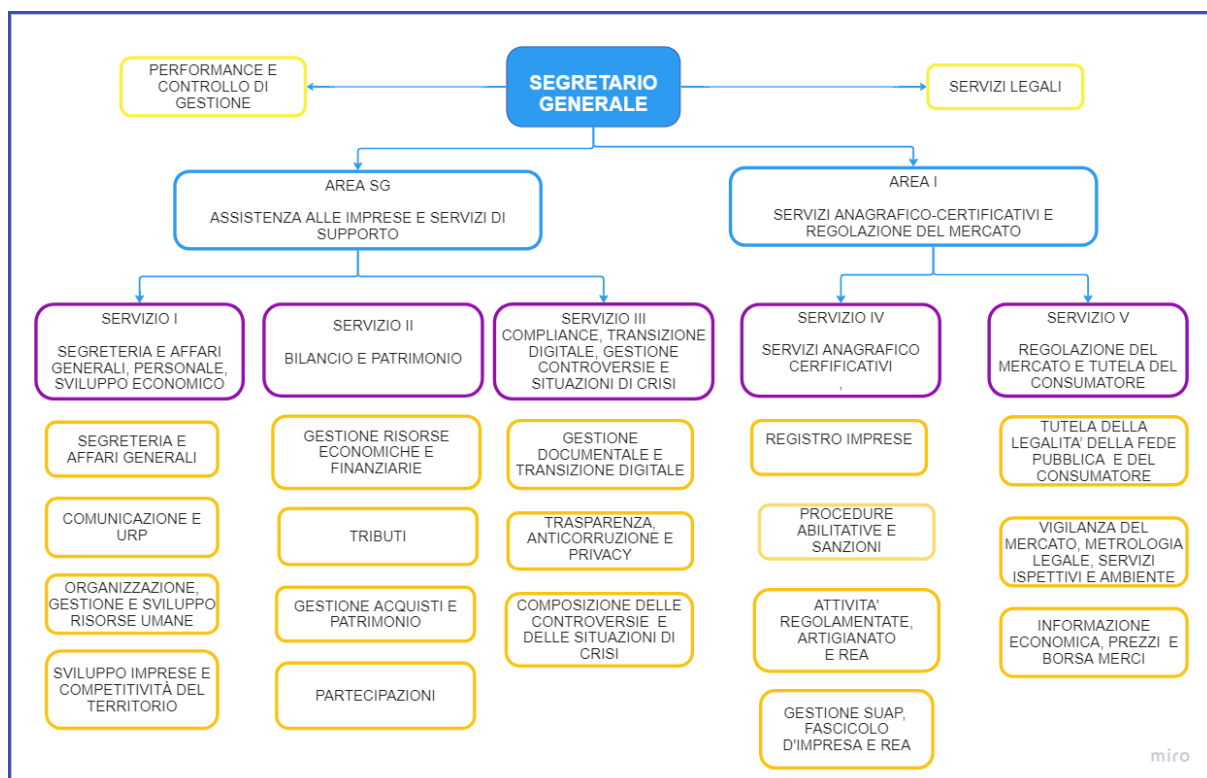 PERFORMANCE E
CONTROLLO DI
GESTIONE
SEGRETARIO
GENERALE
SERVIZI LEGALI
AREA SG
ASSISTENZA ALLE IMPRESE E SERVIZI DI
SUPPORTO
AREA I
SERVIZI ANAGRAFICO-CERTIFICATIVI E
REGOLAZIONE DEL MERCATO
SERVIZIO I
SEGRETERIA E AFFARI
GENERALI, PERSONALE,
SVILUPPO ECONOMICO
SERVIZIO II
BILANCIO E PATRIMONIO
SERVIZIO III
COMPLIANCE, TRANSIZIONE
DIGITALE, GESTIONE
CONTROVERSIE E
SITUAZIONI DI CRISI
SERVIZIO IV
SERVIZI ANAGRAFICO
CERFIFICATIVI
,
SERVIZIO V
REGOLAZIONE DEL
MERCATO E TUTELA DEL
CONSUMATORE
SEGRETERIA E
AFFARI GENERALI
COMUNICAZIONE E
URP
ORGANIZZAZIONE,
GESTIONE E SVILUPPO
RISORSE UMANE
SVILUPPO IMPRESE E
COMPETITIVITÀ DEL
TERRITORIO
GESTIONE RISORSE
ECONOMICHE E
FINANZIARIE
TRIBUTI
GESTIONE ACQUISTI E
PATRIMONIO
PARTECIPAZIONI
GESTIONE
DOCUMENTALE E
TRANSIZIONE DIGITALE
TRASPARENZA,
ANTICORRUZIONE E
PRIVACY
COMPOSIZIONE DELLE
CONTROVERSIE E
DELLE SITUAZIONI DI
CRISI
REGISTRO IMPRESE
PROCEDURE
ABILITATIVE E
SANZIONI
ATTIVITA'
REGOLAMENTATE,
ARTIGIANATO
E REA
GESTIONE SUAP,
FASCICOLO
D'IMPRESA E REA
TUTELA DELLA
LEGALITA' DELLA FEDE
PUBBLICA E DEL
CONSUMATORE
VIGILANZA DEL
MERCATO, METROLOGIA
LEGALE, SERVIZI
ISPETTIVI E AMBIENTE
INFORMAZIONE
ECONOMICA, PREZZI E
BORSA MERCI
miro